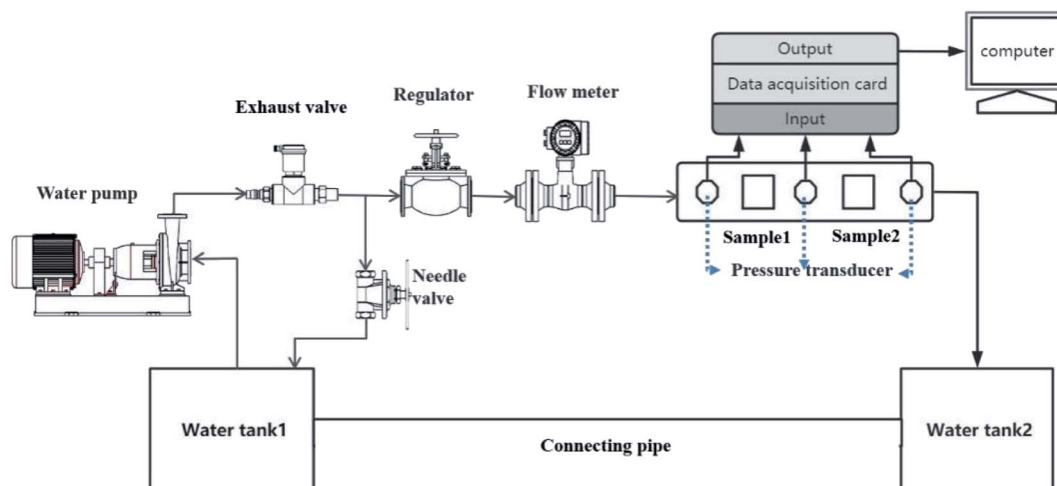 Output
computer
Data acquisition card
Input
Flow meter
Regulator
Exhaust valve
Water pump
Sample1
Sample2
Pressure transducer
Needle
valve
Water tank1
Connecting pipe
Water tank2